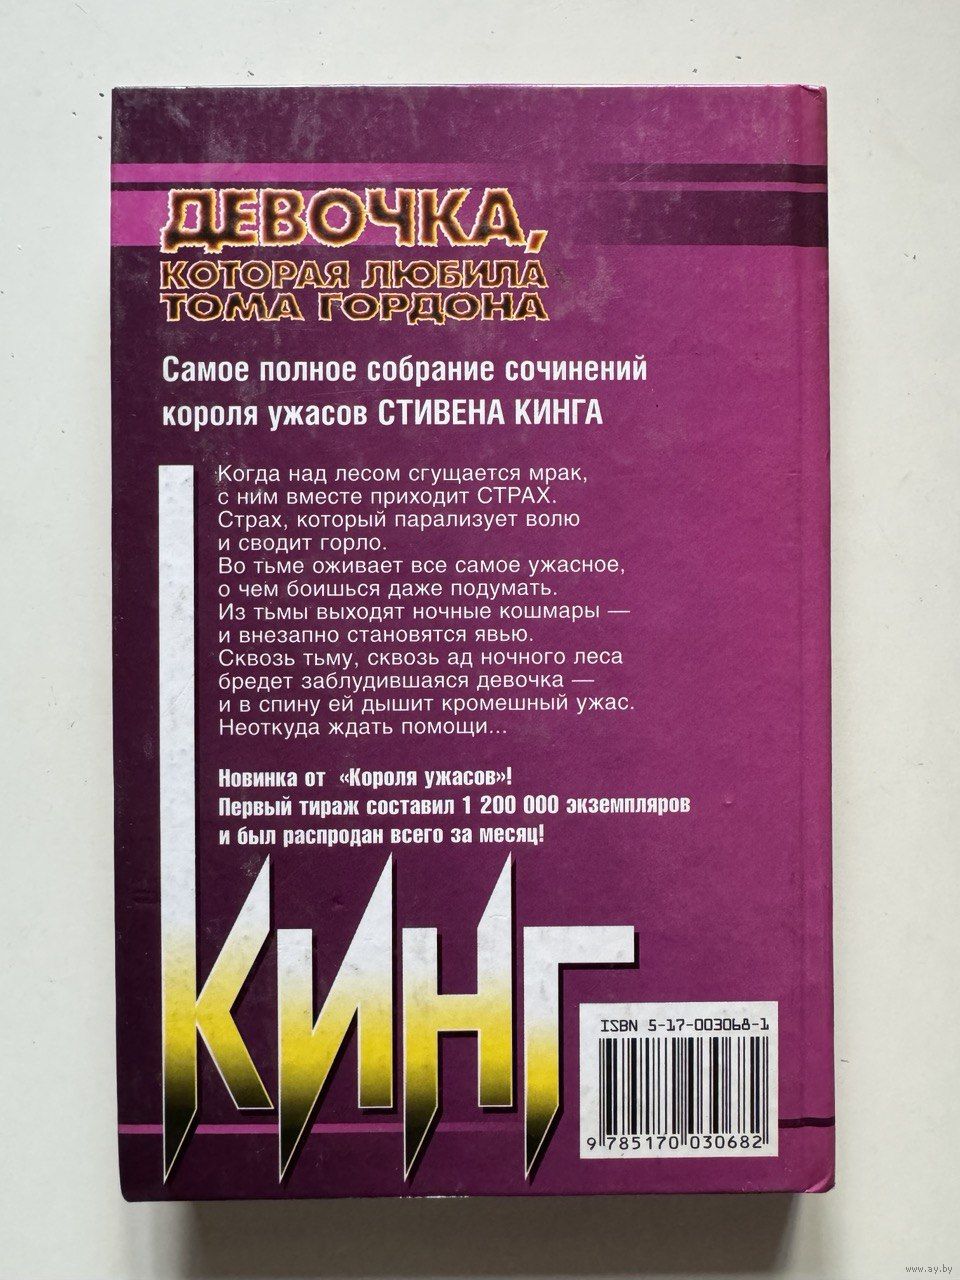 ДЕВОЧКА,
КОТОРАЯ ЛЮБИЛА
ТОМА ГОРДОНА
Самое полное собрание сочинений
короля ужасов СТИВЕНА КИНГА
Когда над лесом сгущается мрак,
с ним вместе приходит СТРАХ.
Страх, который парализует волю
и сводит горло.
Во тьме оживает все самое ужасное,
о чем боишься даже подумать.
Из тьмы выходят ночные кошмары —
и внезапно становятся явью.
Сквозь тьму, сквозь ад ночного леса
бредет заблудившаяся девочка —
и в спину ей дышит кромешный ужас.
Неоткуда ждать помощи...
Новинка от «Короля ужасов»!
Первый тираж составил 1 200 000 экземпляров
и был распродан всего за месяц!
КИНГ
ISBN 5-17-003068-1
9 785170 030682
www.ay.by